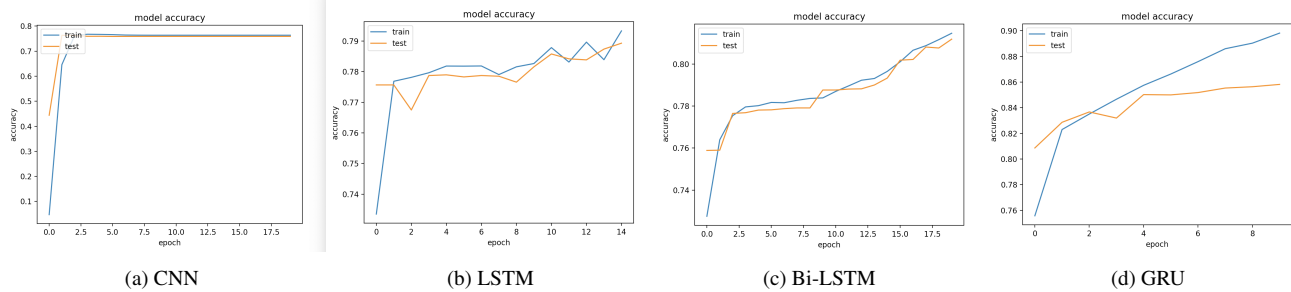 model accuracy
train
test
accuracy
0.8
0.7
0.6
0.5
0.4
0.3
0.2
0.1
0.0 2.5 5.0 7.5 10.0 12.5 15.0 17.5
epoch
(a) CNN
model accuracy
train
test
accuracy
0.79
0.78
0.77
0.76
0.75
0.74
0 2 4 6 8 10 12 14
epoch
(b) LSTM
model accuracy
train
test
accuracy
0.80
0.78
0.76
0.74
0.0 2.5 5.0 7.5 10.0 12.5 15.0 17.5
epoch
(c) Bi-LSTM
model accuracy
train
test
accuracy
0.90
0.88
0.86
0.84
0.82
0.80
0.78
0.76
0 2 4 6 8
epoch
(d) GRU